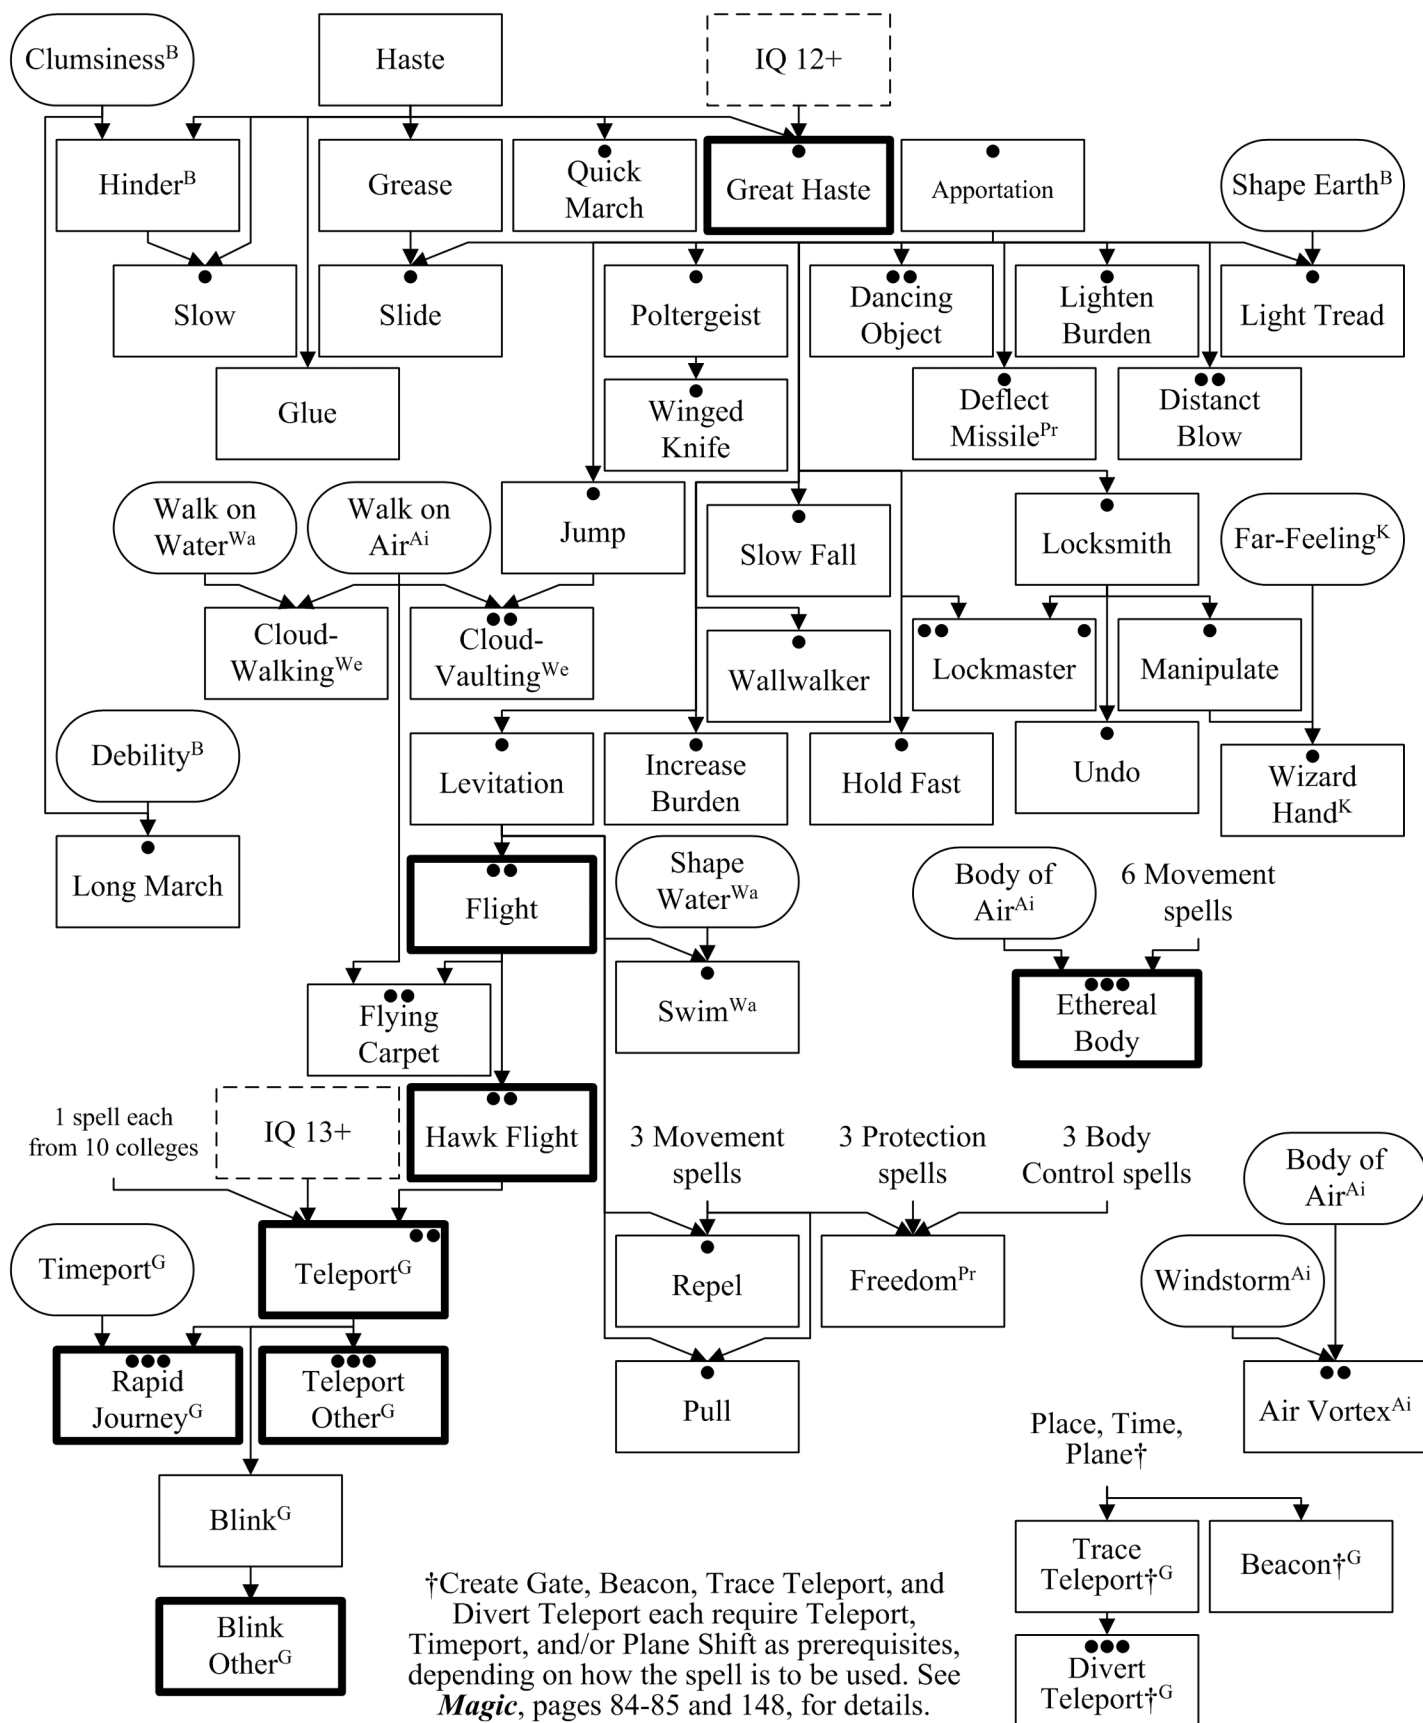 Clumsinessᴮ
Haste
IQ 12+
Hinderᴮ
Grease
Quick
March
Great Haste
Apportation
Shape Earthᴮ
Slow
Slide
Poltergeist
Dancing
Object
Lighten
Burden
Light Tread
Glue
Winged
Knife
Deflect
Missileᴾʳ
Distanct
Blow
Walk on
Waterᵂᵃ
Walk on
Airᴬⁱ
Jump
Slow Fall
Locksmith
Far-Feelingᴷ
Cloud-
Walkingᵂᵉ
Cloud-
Vaultingᵂᵉ
Wallwalker
Lockmaster
Manipulate
Debilityᴮ
Levitation
Increase
Burden
Hold Fast
Undo
Wizard
Handᴷ
Long March
Flight
Shape
Waterᵂᵃ
Body of
Airᴬⁱ
6 Movement
spells
Flying
Carpet
Swimᵂᵃ
Ethereal
Body
1 spell each
from 10 colleges
IQ 13+
Hawk Flight
3 Movement
spells
3 Protection
spells
3 Body
Control spells
Body of
Airᴬⁱ
Timeportᴳ
Teleportᴳ
Repel
Freedomᴾʳ
Windstormᴬⁱ
Rapid
Journeyᴳ
Teleport
Otherᴳ
Pull
Air Vortexᴬⁱ
Place, Time,
Plane†
Blinkᴳ
Trace
Teleport†ᴳ
Beacon†ᴳ
Blink
Otherᴳ
Divert
Teleport†ᴳ
†Create Gate, Beacon, Trace Teleport, and
Divert Teleport each require Teleport,
Timeport, and/or Plane Shift as prerequisites,
depending on how the spell is to be used. See
Magic, pages 84-85 and 148, for details.